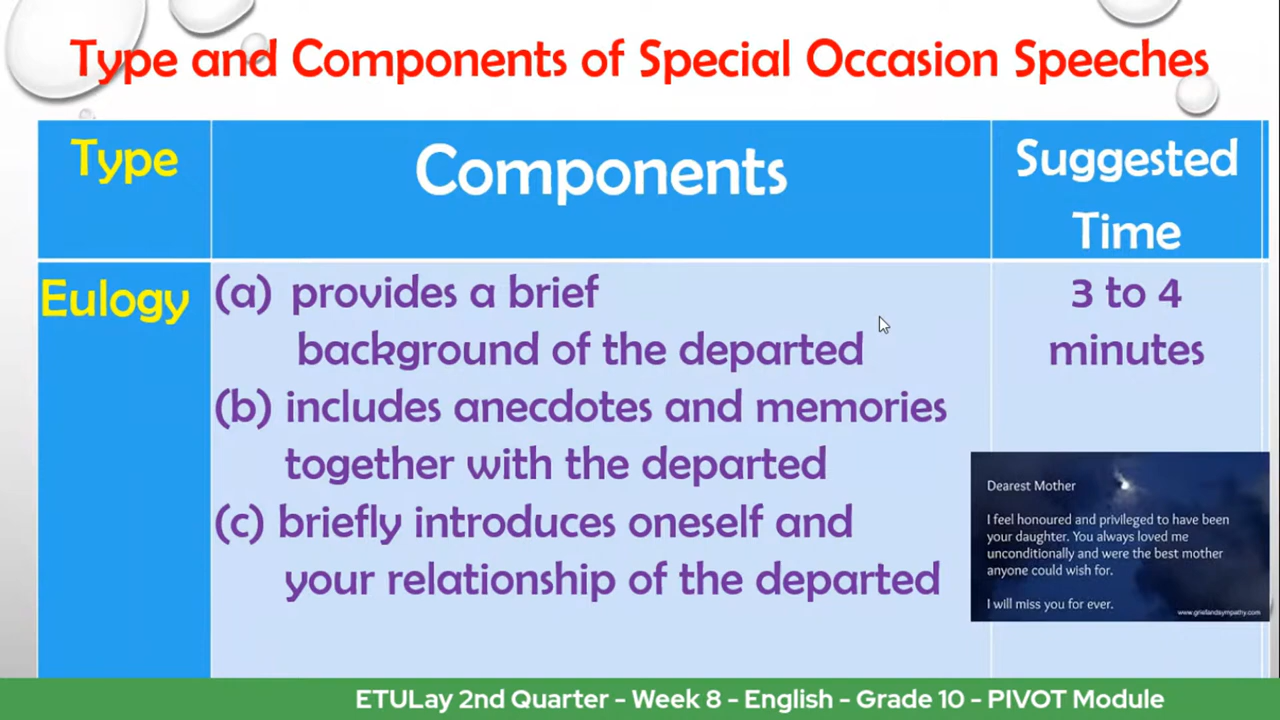 Type and Components of Special Occasion Speeches
Type
Components
Suggested
Time
Eulogy
(a) provides a brief
background of the departed
(b) includes anecdotes and memories
together with the departed
(c) briefly introduces oneself and
your relationship of the departed
3 to 4
minutes
Dearest Mother
I feel honoured and privileged to have been
your daughter. You always loved me
unconditionally and were the best mother
anyone could wish for.
I will miss you for ever.
www.griefandsympathy.com
ETULay 2nd Quarter - Week 8 - English - Grade 10 - PIVOT Module